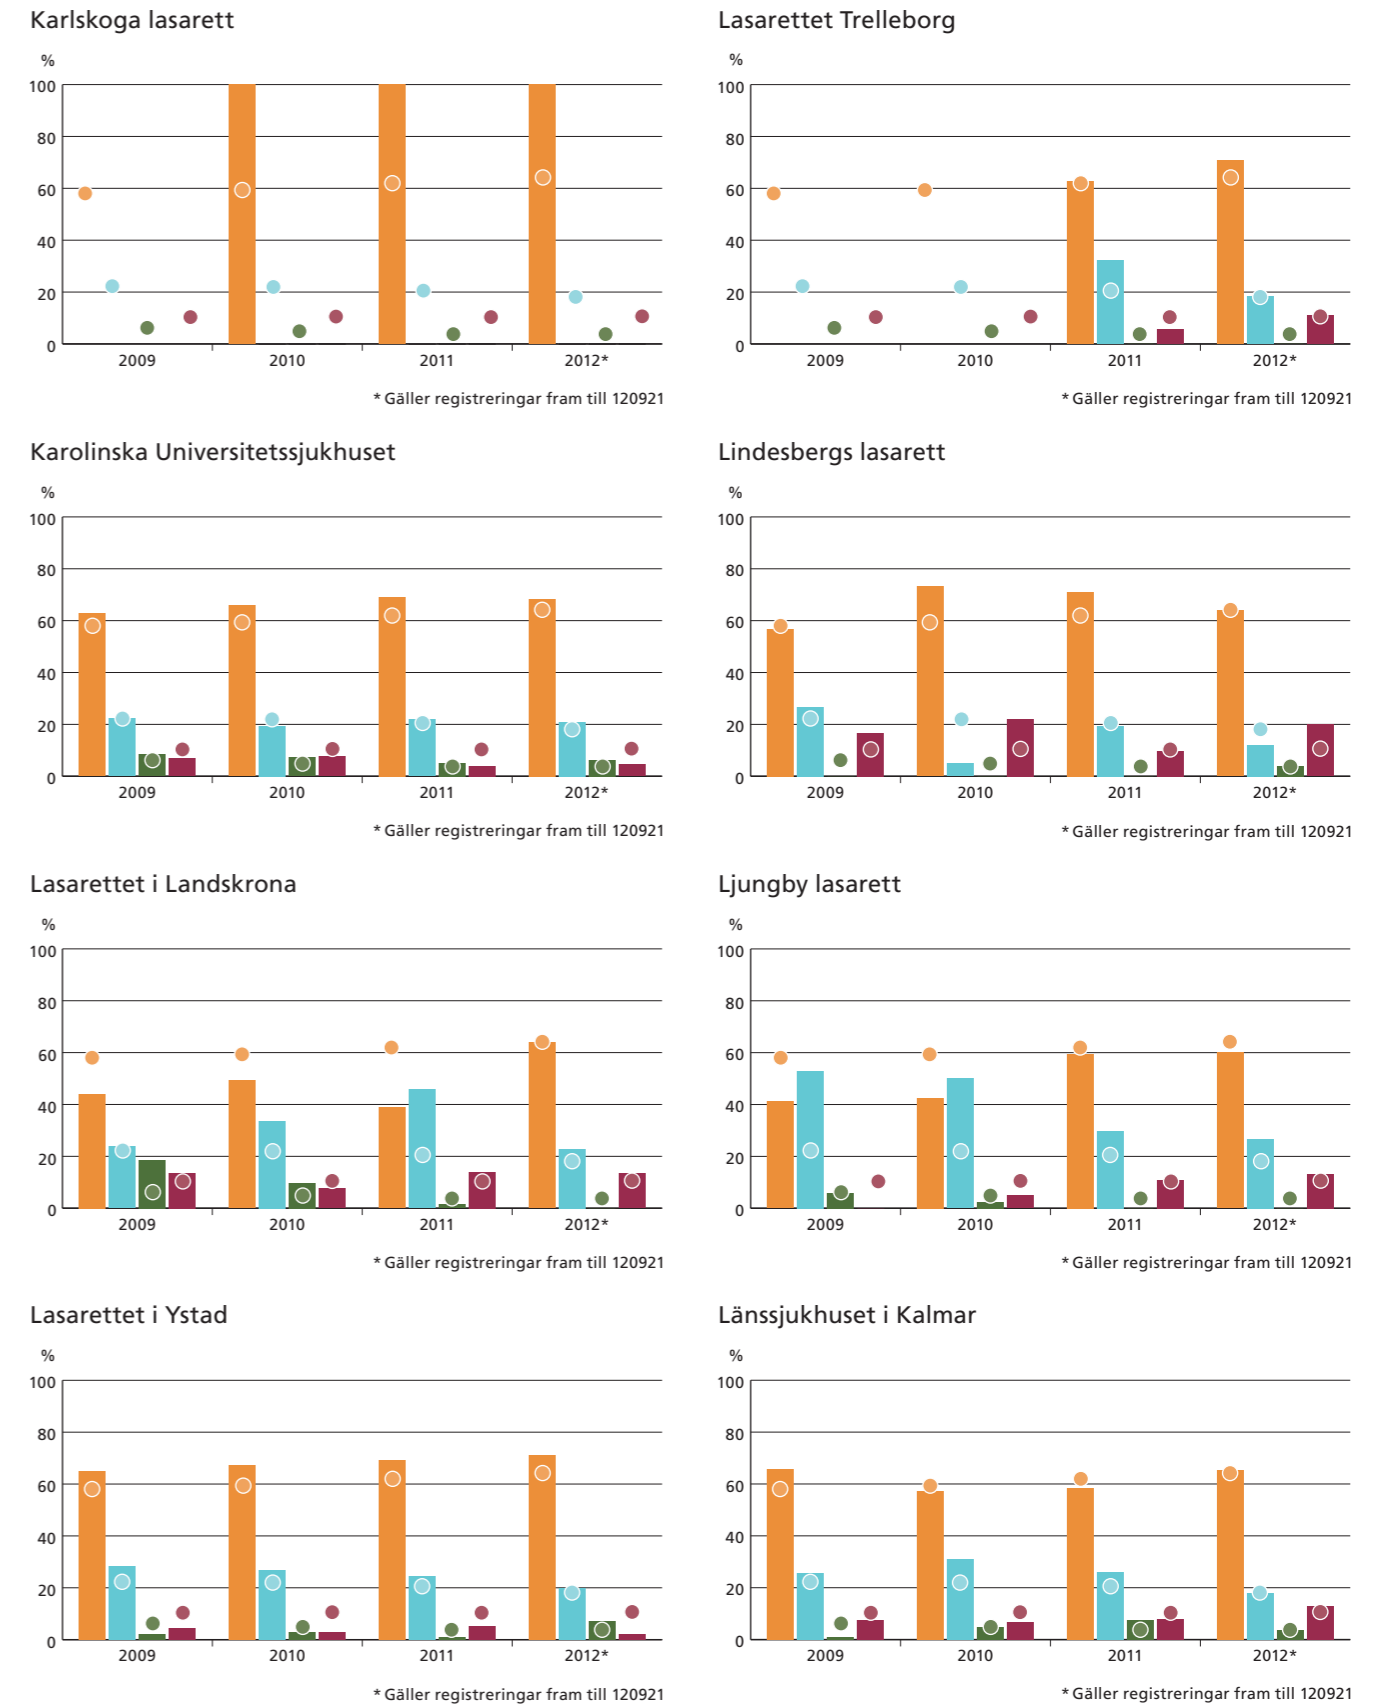 Karlskoga lasarett
%
100
80
60
40
20
0
2009 2010 2011 2012*
* Gäller registreringar fram till 120921
Lasarettet Trelleborg
%
100
80
60
40
20
0
2009 2010 2011 2012*
* Gäller registreringar fram till 120921
Karolinska Universitetssjukhuset
%
100
80
60
40
20
0
2009 2010 2011 2012*
* Gäller registreringar fram till 120921
Lindesbergs lasarett
%
100
80
60
40
20
0
2009 2010 2011 2012*
* Gäller registreringar fram till 120921
Lasarettet i Landskrona
%
100
80
60
40
20
0
2009 2010 2011 2012*
* Gäller registreringar fram till 120921
Ljungby lasarett
%
100
80
60
40
20
0
2009 2010 2011 2012*
* Gäller registreringar fram till 120921
Lasarettet i Ystad
%
100
80
60
40
20
0
2009 2010 2011 2012*
* Gäller registreringar fram till 120921
Länssjukhuset i Kalmar
%
100
80
60
40
20
0
2009 2010 2011 2012*
* Gäller registreringar fram till 120921